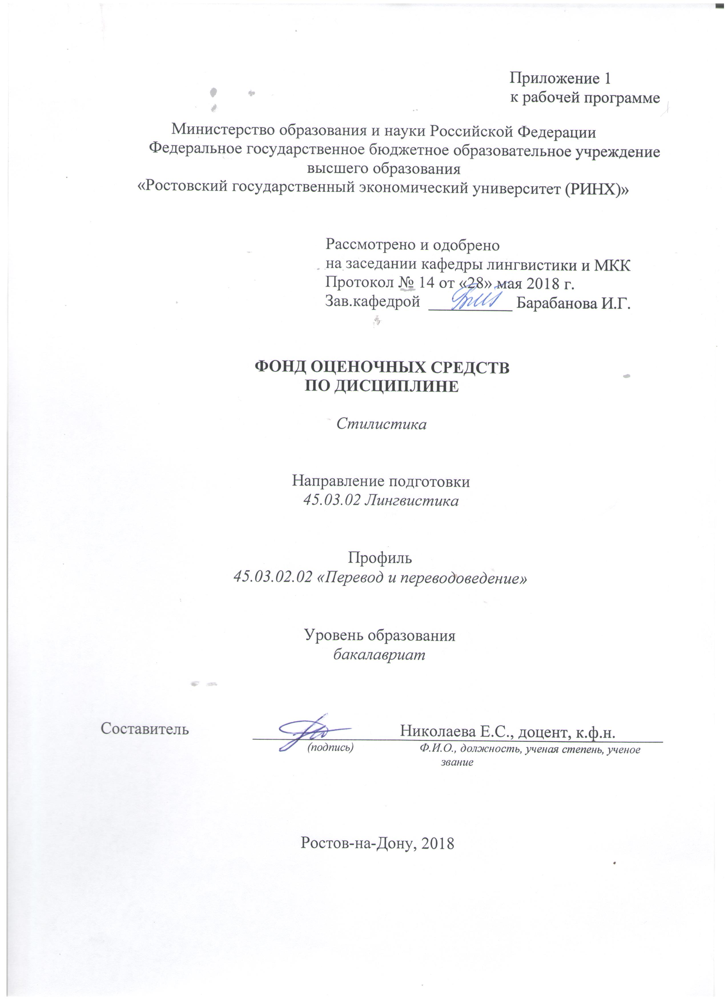 Приложение 1
к рабочей программе
Министерство образования и науки Российской Федерации
Федеральное государственное бюджетное образовательное учреждение
высшего образования
«Ростовский государственный экономический университет (РИНХ)»
Рассмотрено и одобрено
на заседании кафедры лингвистики и МКК
Протокол № 14 от «28» мая 2018 г.
Зав.кафедрой __________ Барабанова И.Г.
ФОНД ОЦЕНОЧНЫХ СРЕДСТВ
ПО ДИСЦИПЛИНЕ
Стилистика
Направление подготовки
45.03.02 Лингвистика
Профиль
45.03.02.02 «Перевод и переводоведение»
Уровень образования
бакалавриат
Составитель Николаева Е.С., доцент, к.ф.н.
(подпись) Ф.И.О., должность, ученая степень, ученое
звание
Ростов-на-Дону, 2018